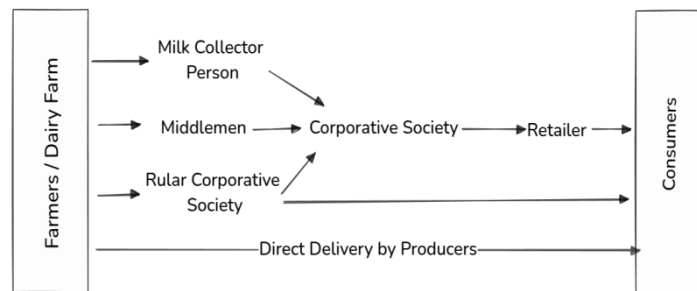 Farmers / Dairy Farm
Milk Collector
Person
Middlemen
Corporative Society
Retailer
Rular Corporative
Society
Direct Delivery by Producers
Consumers